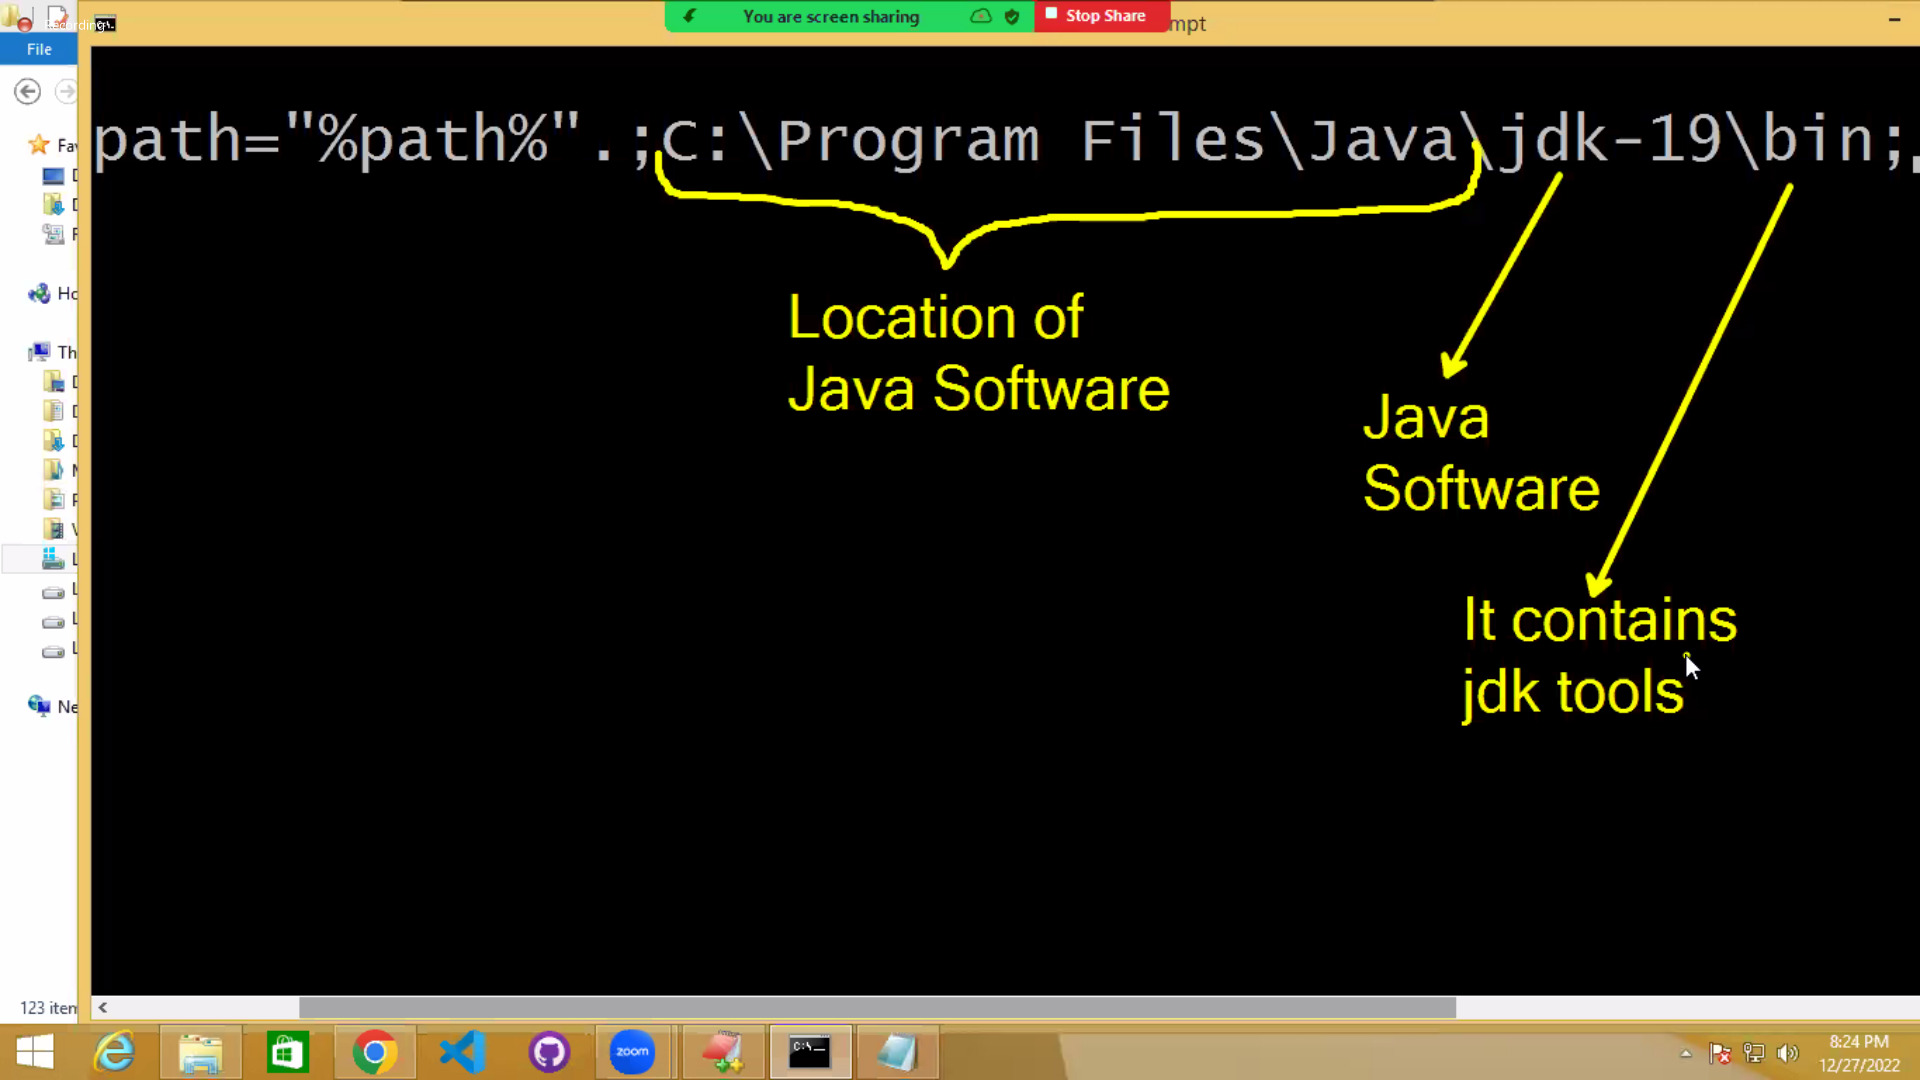 Recording
You are screen sharing
Stop Share
mpt
File
path="%path%".;C:\Program Files\Java\jdk-19\bin;
Location of
Java Software
Java
Software
It contains
jdk tools
Fav
Ho
Th
Ne
123 item
zoom
C:\_
8:24 PM
12/27/2022